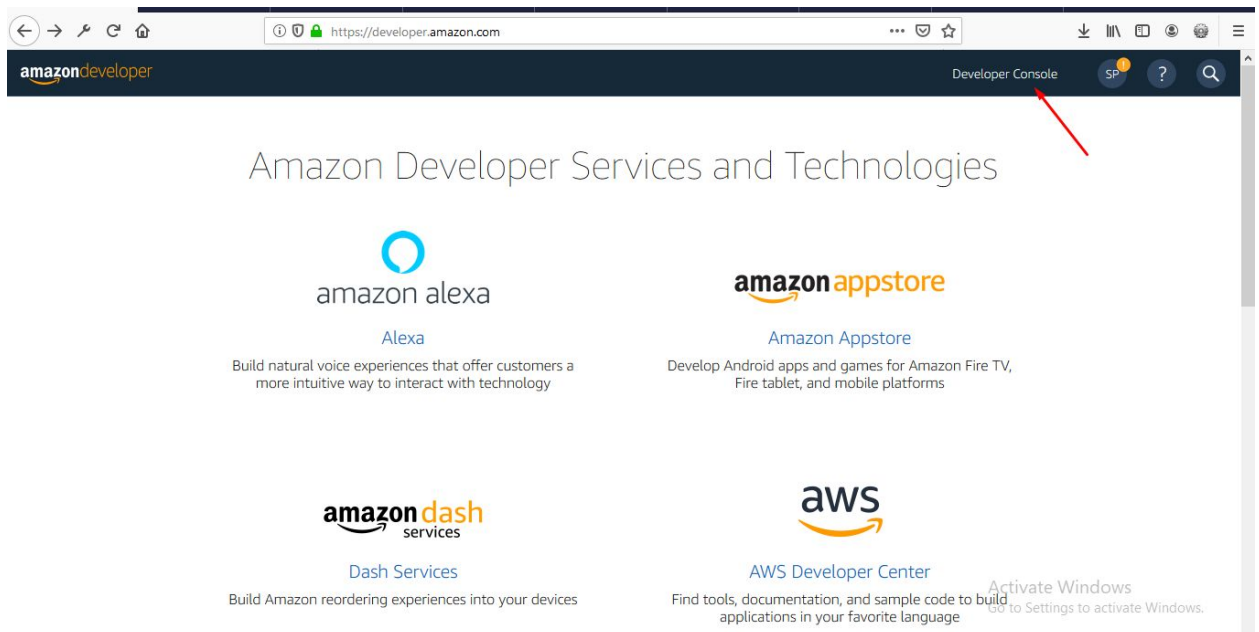 https://developer.amazon.com
amazondeveloper
Developer Console
SP
!
?
Amazon Developer Services and Technologies
amazon alexa
amazon appstore
Alexa
Amazon Appstore
Build natural voice experiences that offer customers a
more intuitive way to interact with technology
Develop Android apps and games for Amazon Fire TV,
Fire tablet, and mobile platforms
amazon dash
services
aws
Dash Services
AWS Developer Center
Build Amazon reordering experiences into your devices
Find tools, documentation, and sample code to build
applications in your favorite language
Activate Windows
Go to Settings to activate Windows.